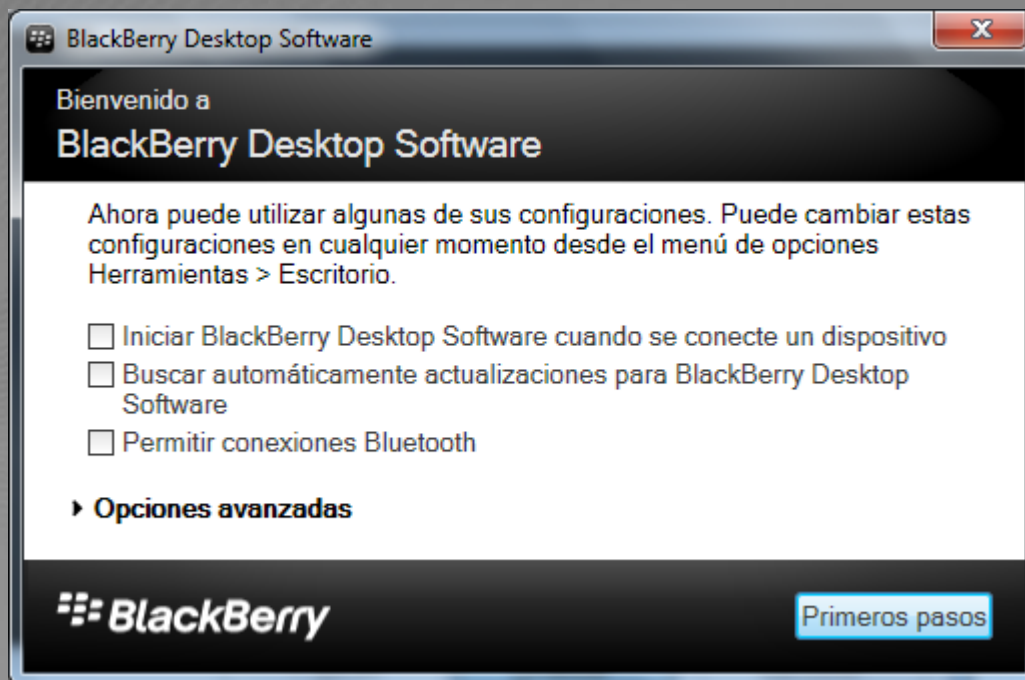 BlackBerry Desktop Software
Bienvenido a
BlackBerry Desktop Software
Ahora puede utilizar algunas de sus configuraciones. Puede cambiar estas
configuraciones en cualquier momento desde el menú de opciones
Herramientas > Escritorio.
Iniciar BlackBerry Desktop Software cuando se conecte un dispositivo
Buscar automáticamente actualizaciones para BlackBerry Desktop
Software
Permitir conexiones Bluetooth
Opciones avanzadas
BlackBerry
Primeros pasos